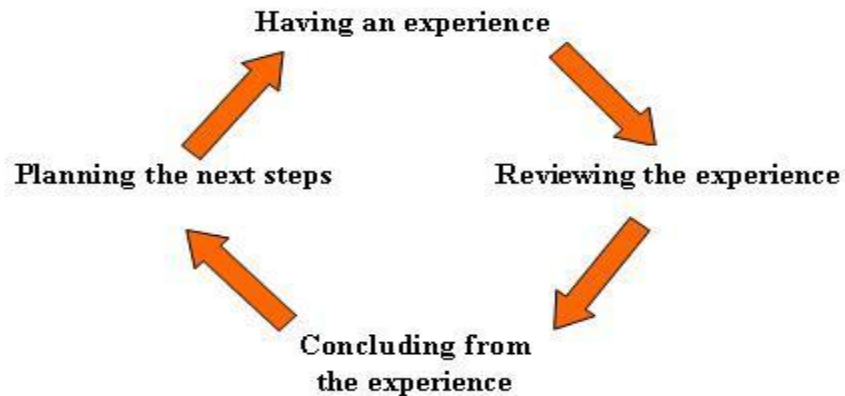 Having an experience
Planning the next steps
Reviewing the experience
Concluding from
the experience